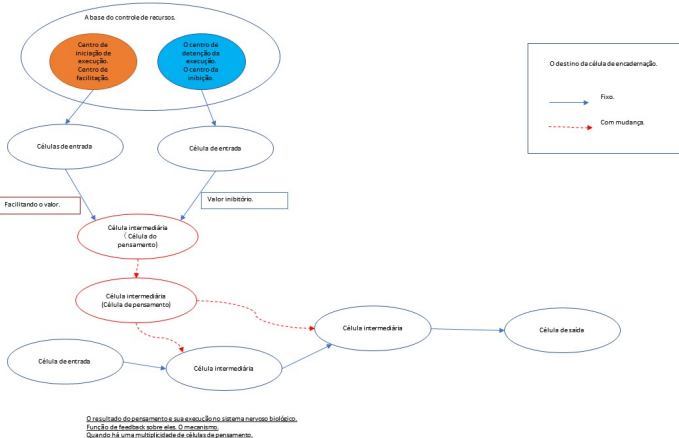 A base do controle de recursos.
Centro de
iniciação de
execução.
Centro de
facilitação.
O centro de
detenção da
execução.
O centro da
inibição.
O destino da célula de encadernação.
Fixo.
Com mudança.
Células de entrada
Célula de entrada
Facilitando o valor.
Valor inibitório.
Célula intermediária
( Célula do
pensamento)
Célula intermediária
(Célula de pensamento)
Célula intermediária
Célula de saída
Célula de entrada
Célula intermediária
O resultado do pensamento e sua execução no sistema nervoso biológico.
Função de feedback sobre eles. O mecanismo.
Quando há uma multiplicidade de células de pensamento.